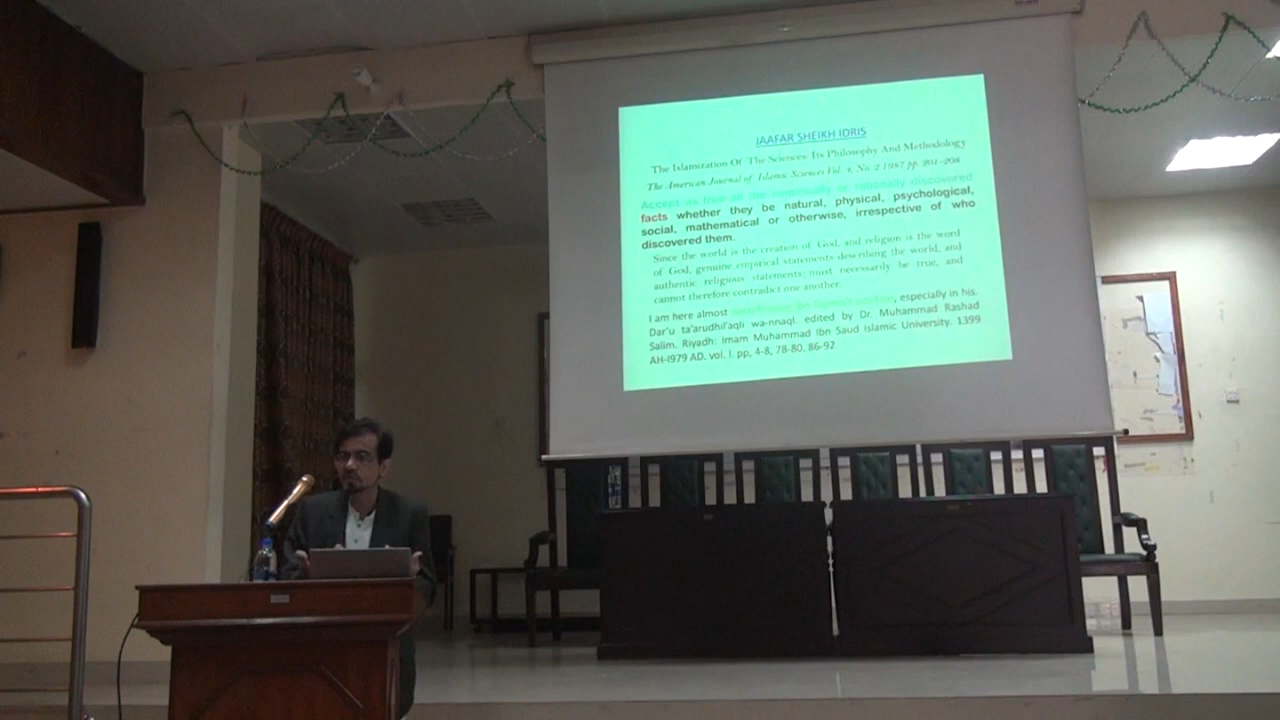 JAAFAR SHEIKH IDRIS
The Islamization Of The Sciences: Its Philosophy And Methodology
The American Journal of Islamic Sciences Vol. 4, No. 2 1987 pp. 201–208
Accept as true all the empirically or rationally discovered
facts whether they be natural, physical, psychological,
social, mathematical or otherwise, irrespective of who
discovered them.
Since the world is the creation of God, and religion is the word
of God, genuine empirical statements describing the world, and
authentic religious statements; must necessarily be true, and
cannot therefore contradict one another.
I am here almost paraphrasing Ibn Taymia's position, especially in his.
Dar'u ta'arudhil'aqli wa-nnaql. edited by Dr. Muhammad Rashad
Salim. Riyadh: Imam Muhammad Ibn Saud Islamic University. 1399
AH-I979 AD. vol. I. pp, 4-8, 78-80, 86-92